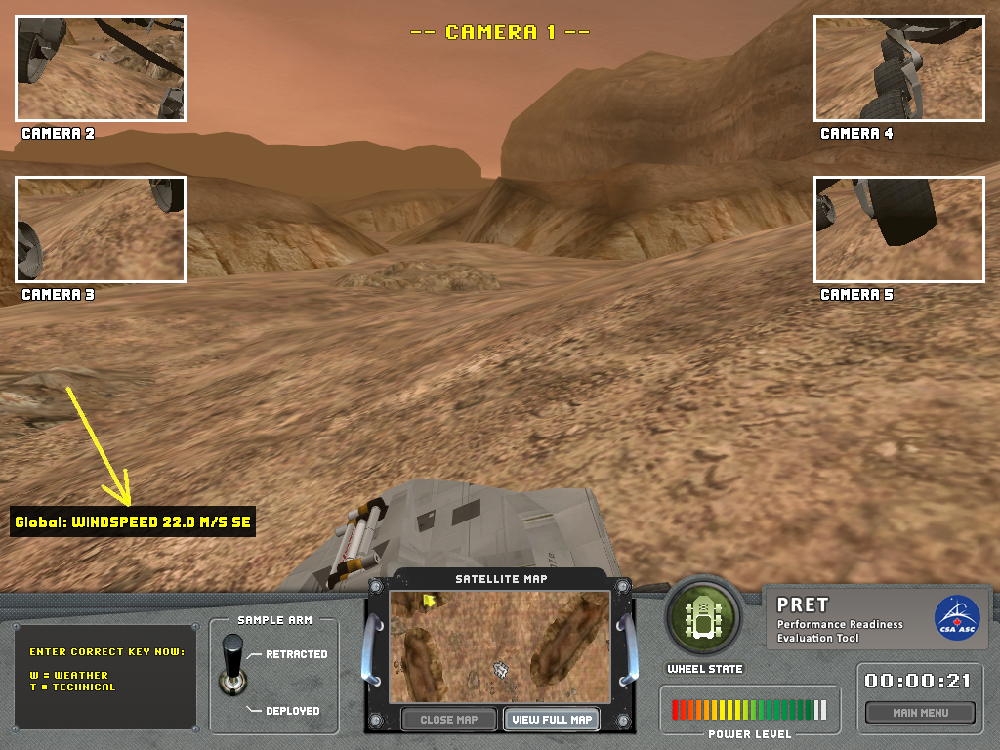 -- CAMERA 1 --
CAMERA 2
CAMERA 4
CAMERA 3
CAMERA 5
Global: WINDSPEED 22.0 M/S SE
SATELLITE MAP
SAMPLE ARM
RETRACTED
DEPLOYED
ENTER CORRECT KEY NOW:
W = WEATHER
T = TECHNICAL
CLOSE MAP
VIEW FULL MAP
WHEEL STATE
POWER LEVEL
PRET
Performance Readiness
Evaluation Tool
CSA ASC
00:00:21
MAIN MENU